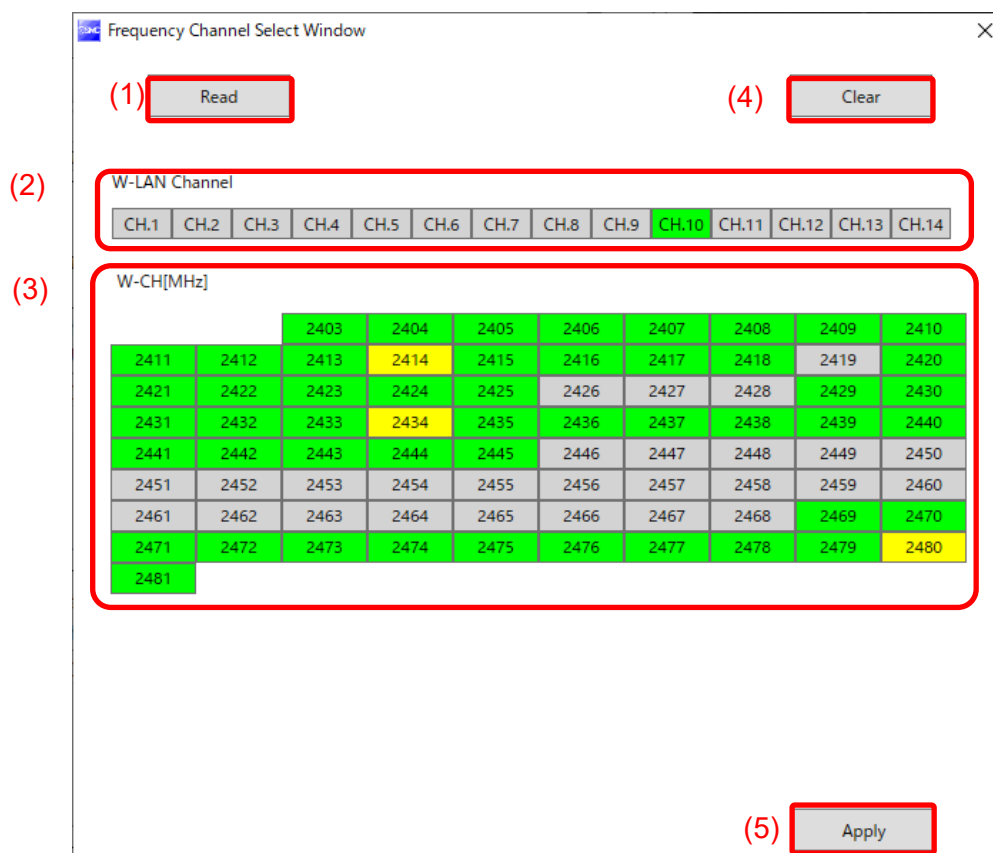 SMC Frequency Channel Select Window
(1) Read (4) Clear
(2) W-LAN Channel
CH.1 CH.2 CH.3 CH.4 CH.5 CH.6 CH.7 CH.8 CH.9 CH.10 CH.11 CH.12 CH.13 CH.14
(3) W-CH[MHz]
2403 2404 2405 2406 2407 2408 2409 2410
2411 2412 2413 2414 2415 2416 2417 2418 2419 2420
2421 2422 2423 2424 2425 2426 2427 2428 2429 2430
2431 2432 2433 2434 2435 2436 2437 2438 2439 2440
2441 2442 2443 2444 2445 2446 2447 2448 2449 2450
2451 2452 2453 2454 2455 2456 2457 2458 2459 2460
2461 2462 2463 2464 2465 2466 2467 2468 2469 2470
2471 2472 2473 2474 2475 2476 2477 2478 2479 2480
2481
(5) Apply